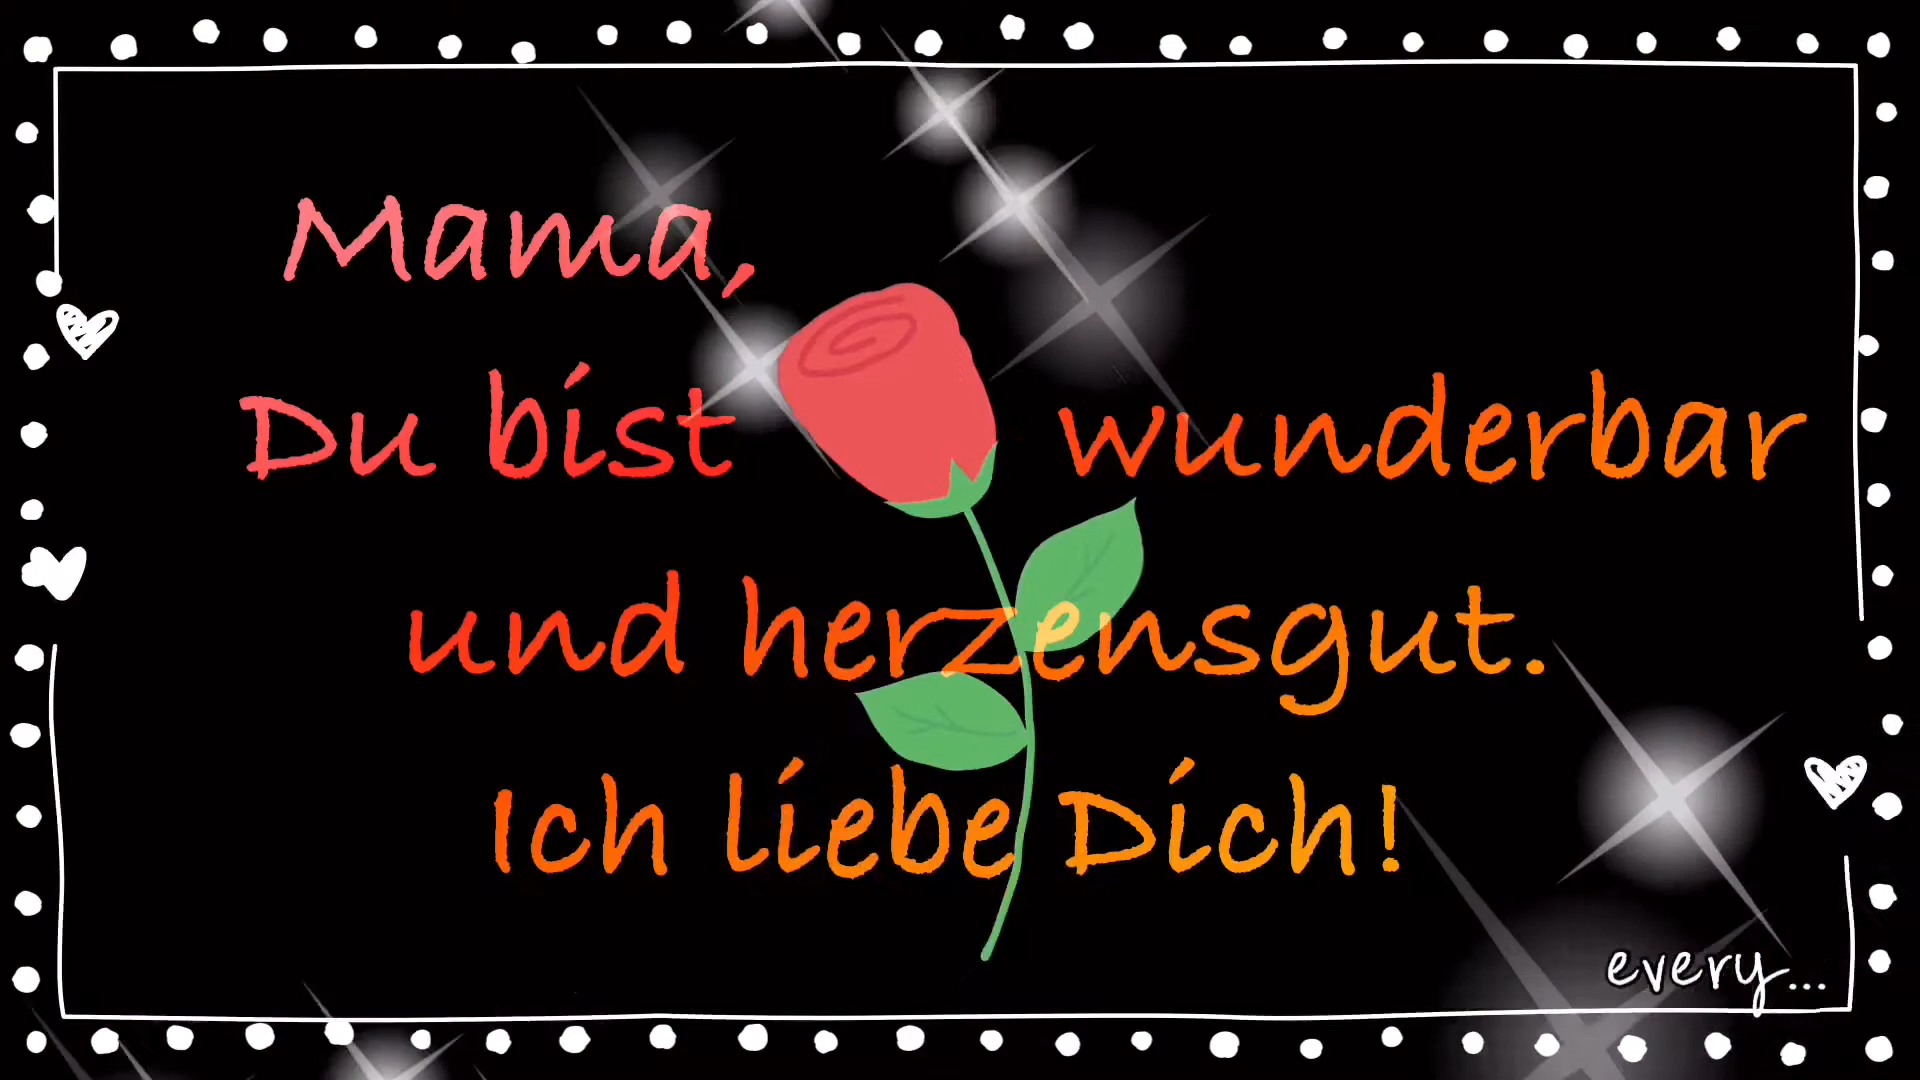 Mama,
Du bist wunderbar
und herzensgut.
Ich liebe Dich!
every...